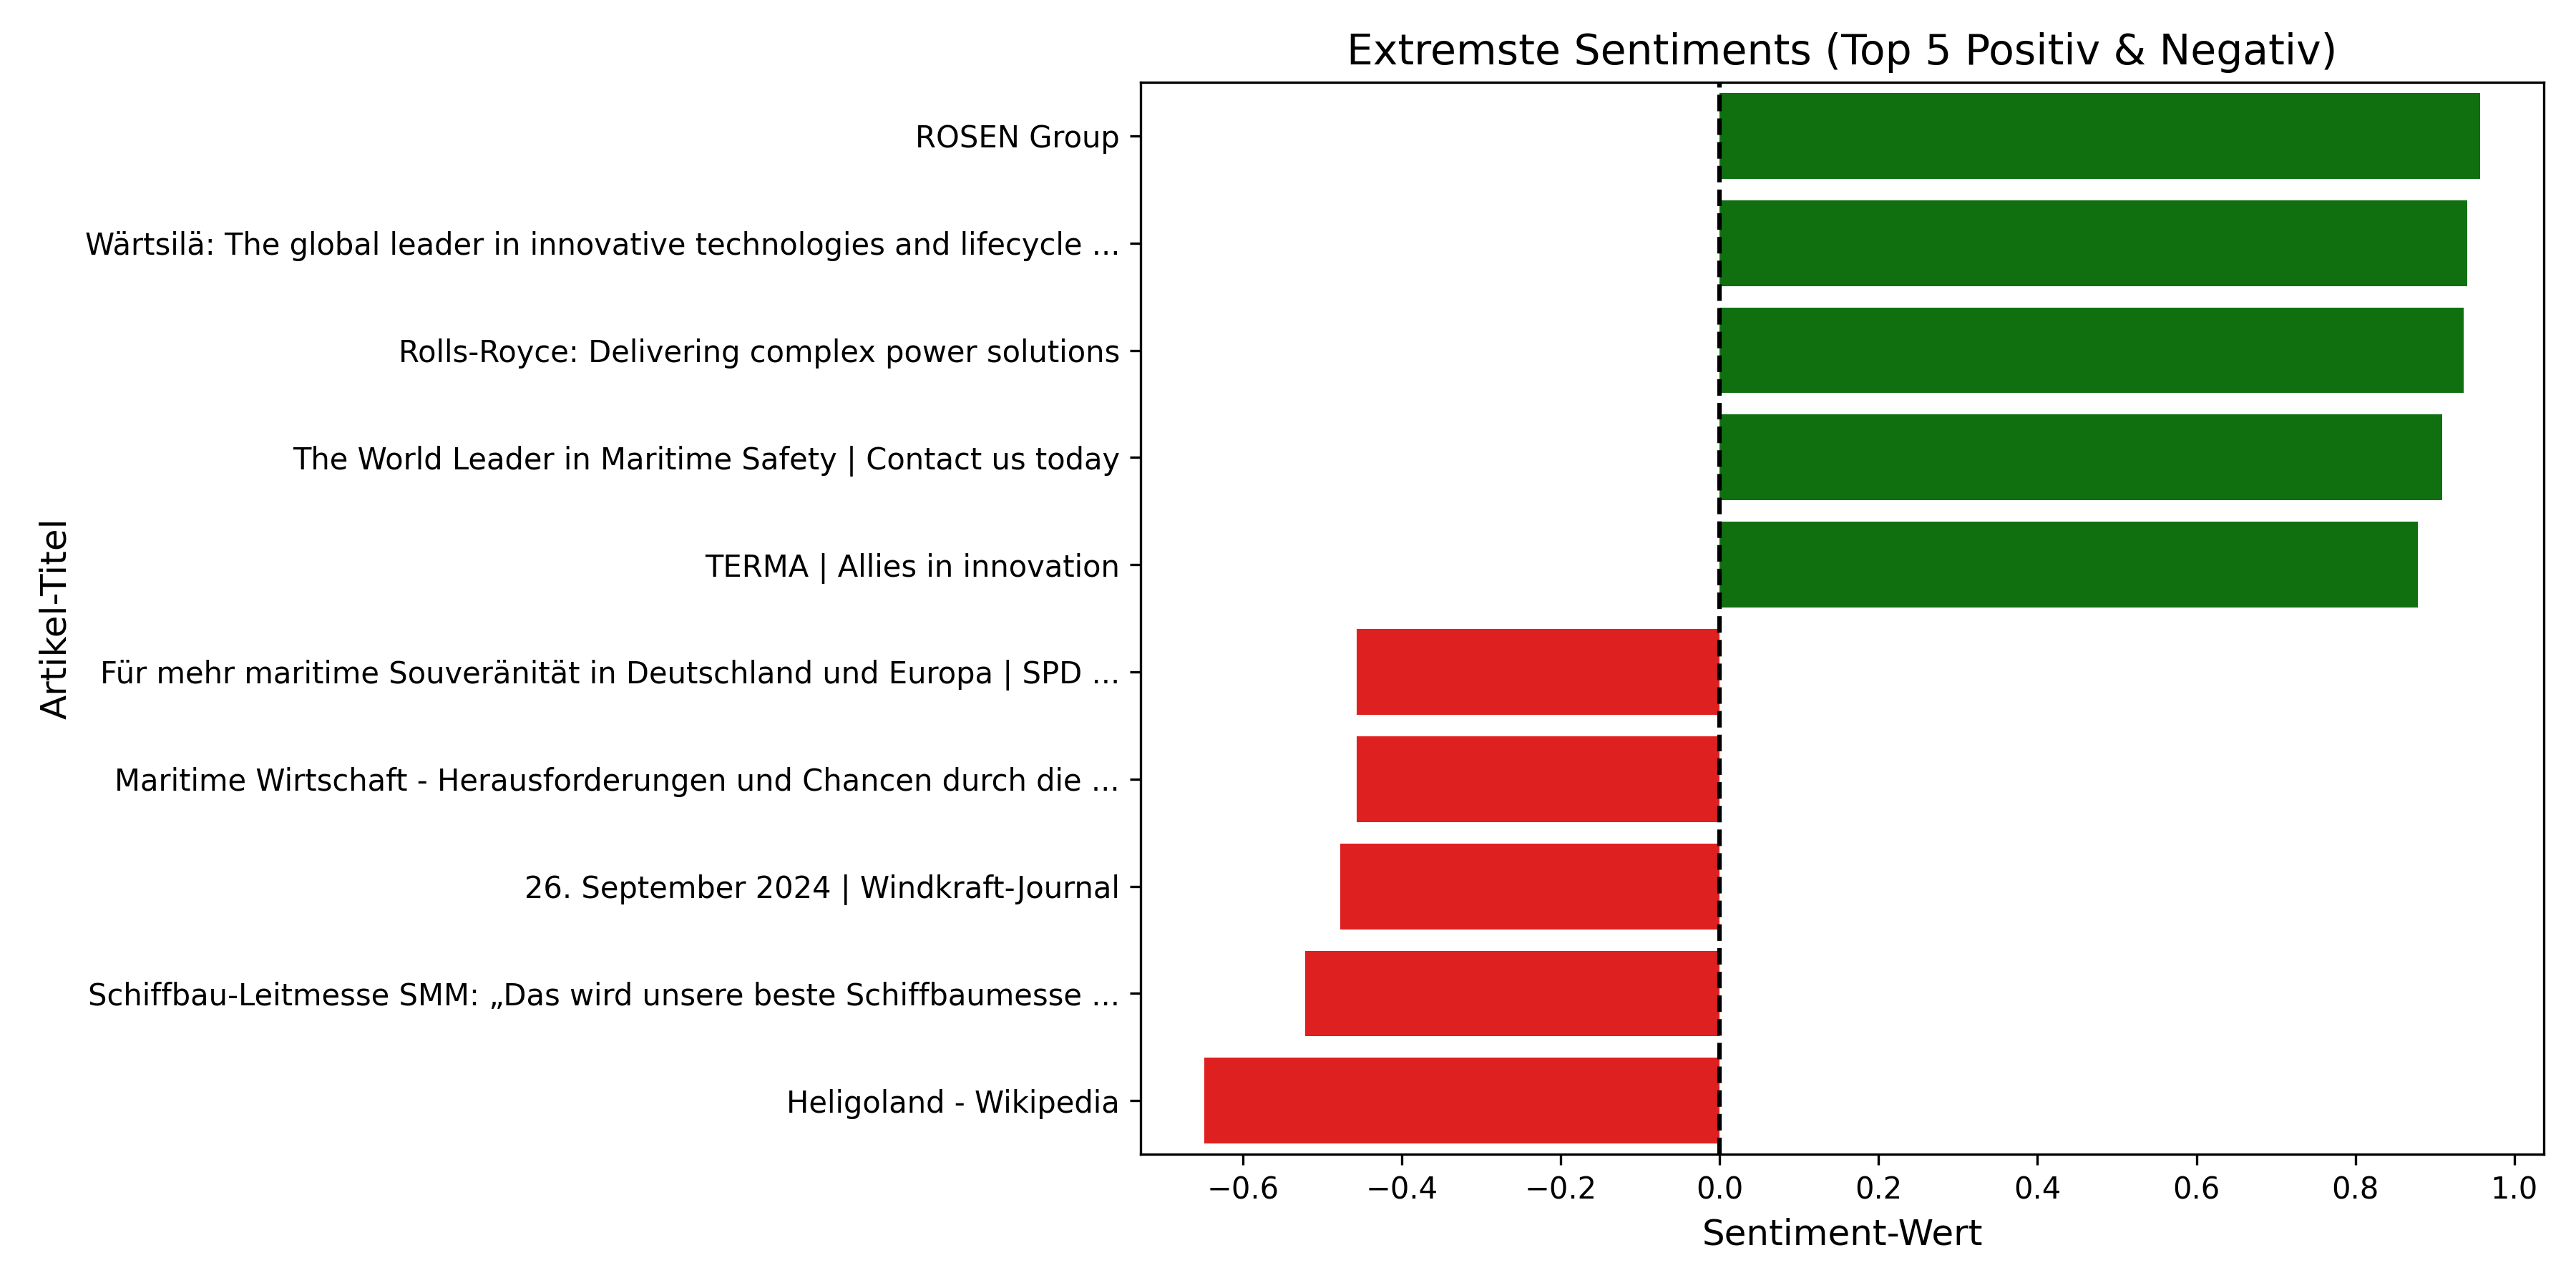 Extremste Sentiments (Top 5 Positiv & Negativ)
Artikel-Titel
ROSEN Group
Wärtsilä: The global leader in innovative technologies and lifecycle ...
Rolls-Royce: Delivering complex power solutions
The World Leader in Maritime Safety | Contact us today
TERMA | Allies in innovation
Für mehr maritime Souveränität in Deutschland und Europa | SPD ...
Maritime Wirtschaft - Herausforderungen und Chancen durch die ...
26. September 2024 | Windkraft-Journal
Schiffbau-Leitmesse SMM: „Das wird unsere beste Schiffbaumesse ...
Heligoland - Wikipedia
−0.6 −0.4 −0.2 0.0 0.2 0.4 0.6 0.8 1.0
Sentiment-Wert